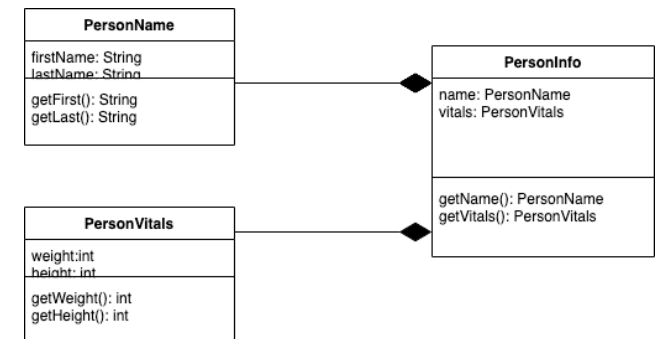 PersonName
firstName: String
lastName: String
getFirst(): String
getLast(): String
PersonInfo
name: PersonName
vitals: PersonVitals
getName(): PersonName
getVitals(): PersonVitals
PersonVitals
weight:int
height: int
getWeight(): int
getHeight(): int